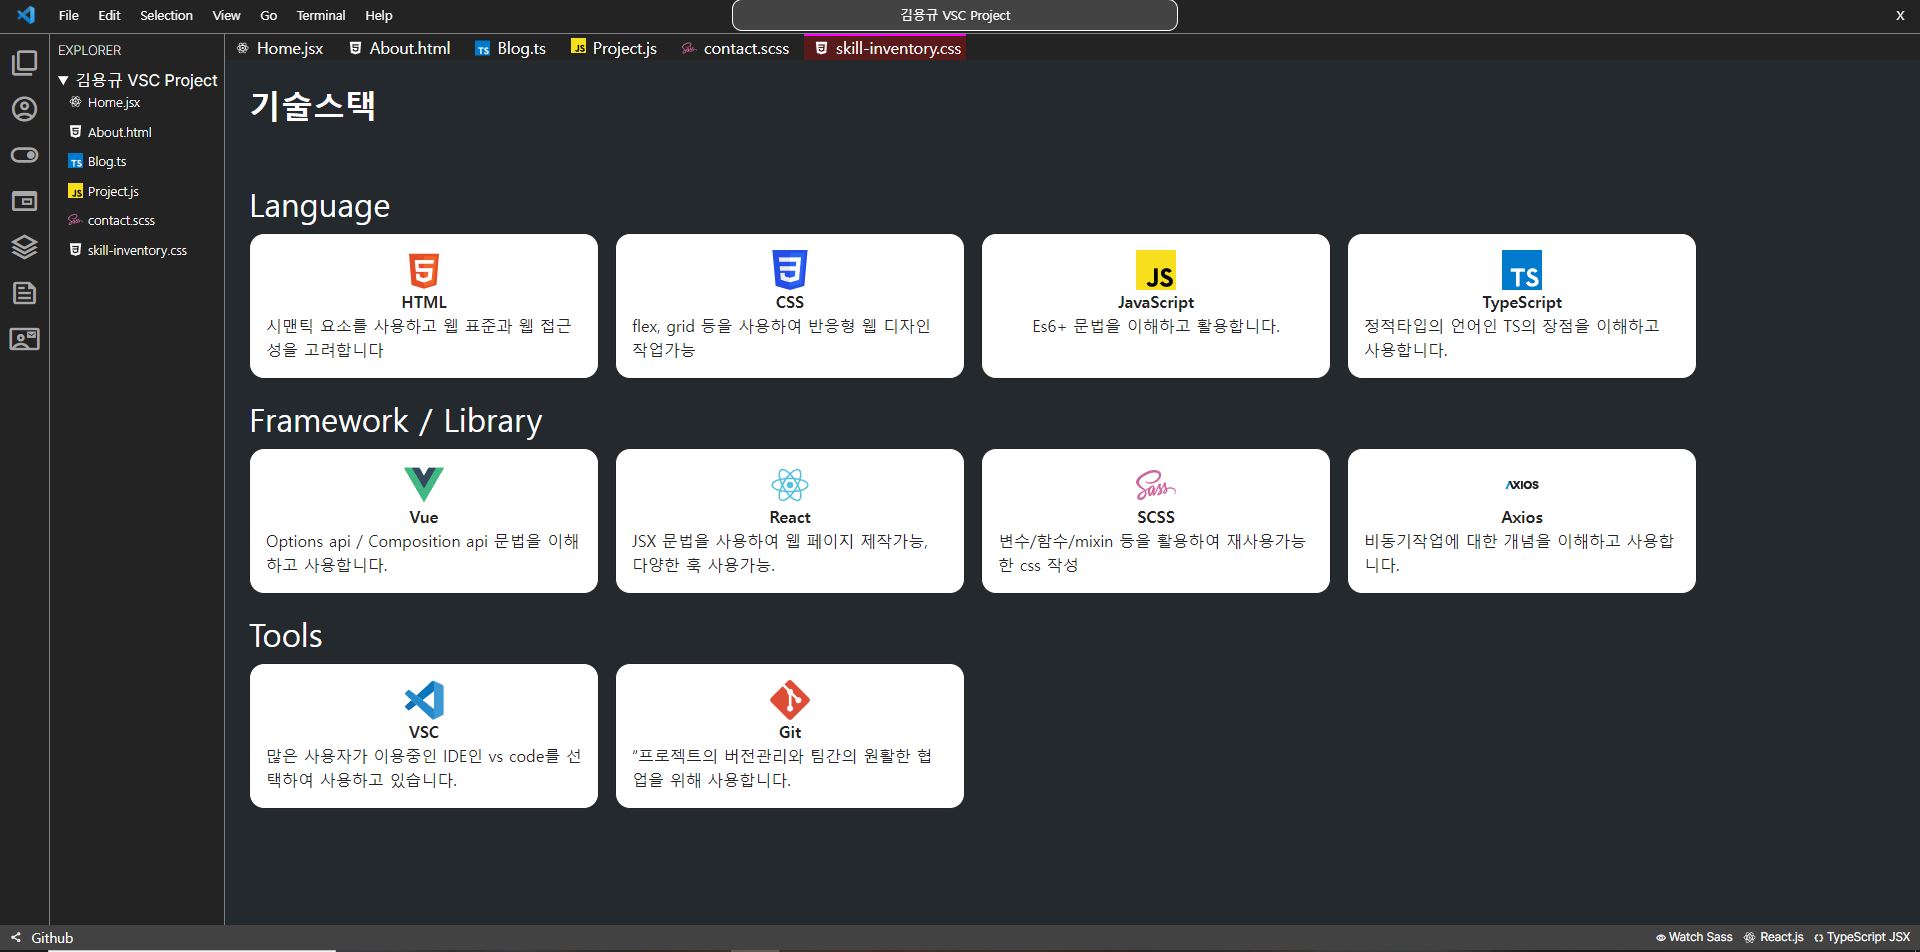 File Edit Selection View Go Terminal Help
김용규 VSC Project
X
EXPLORER
김용규 VSC Project
Home.jsx
About.html
Blog.ts
Project.js
contact.scss
skill-inventory.css
Home.jsx About.html Blog.ts Project.js contact.scss skill-inventory.css
기술스택
Language
HTML
시맨틱 요소를 사용하고 웹 표준과 웹 접근
성을 고려합니다
CSS
flex, grid 등을 사용하여 반응형 웹 디자인
작업가능
JS
JavaScript
Es6+ 문법을 이해하고 활용합니다.
TS
TypeScript
정적타입의 언어인 TS의 장점을 이해하고
사용합니다.
Framework / Library
Vue
Options api / Composition api 문법을 이해
하고 사용합니다.
React
JSX 문법을 사용하여 웹 페이지 제작가능,
다양한 훅 사용가능.
Sass
SCSS
변수/함수/mixin 등을 활용하여 재사용가능
한 css 작성
AXIOS
Axios
비동기작업에 대한 개념을 이해하고 사용합
니다.
Tools
VSC
많은 사용자가 이용중인 IDE인 vs code를 선
택하여 사용하고 있습니다.
Git
“프로젝트의 버전관리와 팀간의 원활한 협
업을 위해 사용합니다.
Github
Watch Sass React.js TypeScript JSX